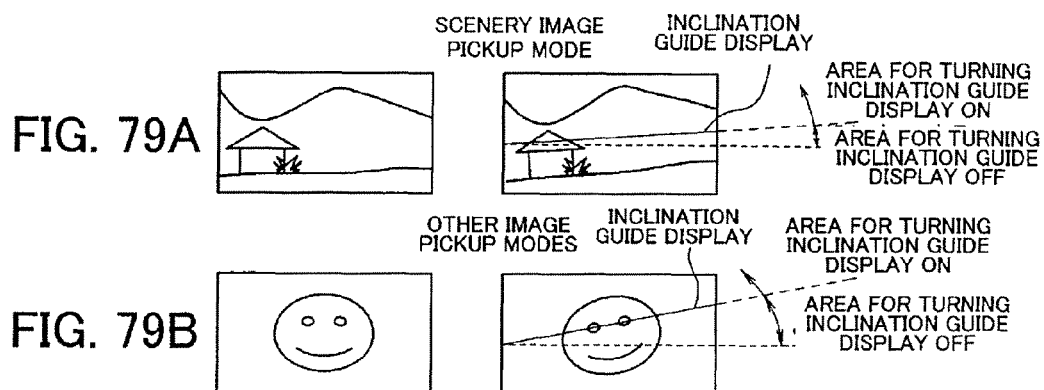 SCENERY IMAGE
PICKUP MODE
INCLINATION
GUIDE DISPLAY
AREA FOR TURNING
INCLINATION GUIDE
DISPLAY ON
AREA FOR TURNING
INCLINATION GUIDE
DISPLAY OFF
FIG. 79A
OTHER IMAGE
PICKUP MODES
INCLINATION
GUIDE DISPLAY
AREA FOR TURNING
INCLINATION GUIDE
DISPLAY ON
AREA FOR TURNING
INCLINATION GUIDE
DISPLAY OFF
FIG. 79B